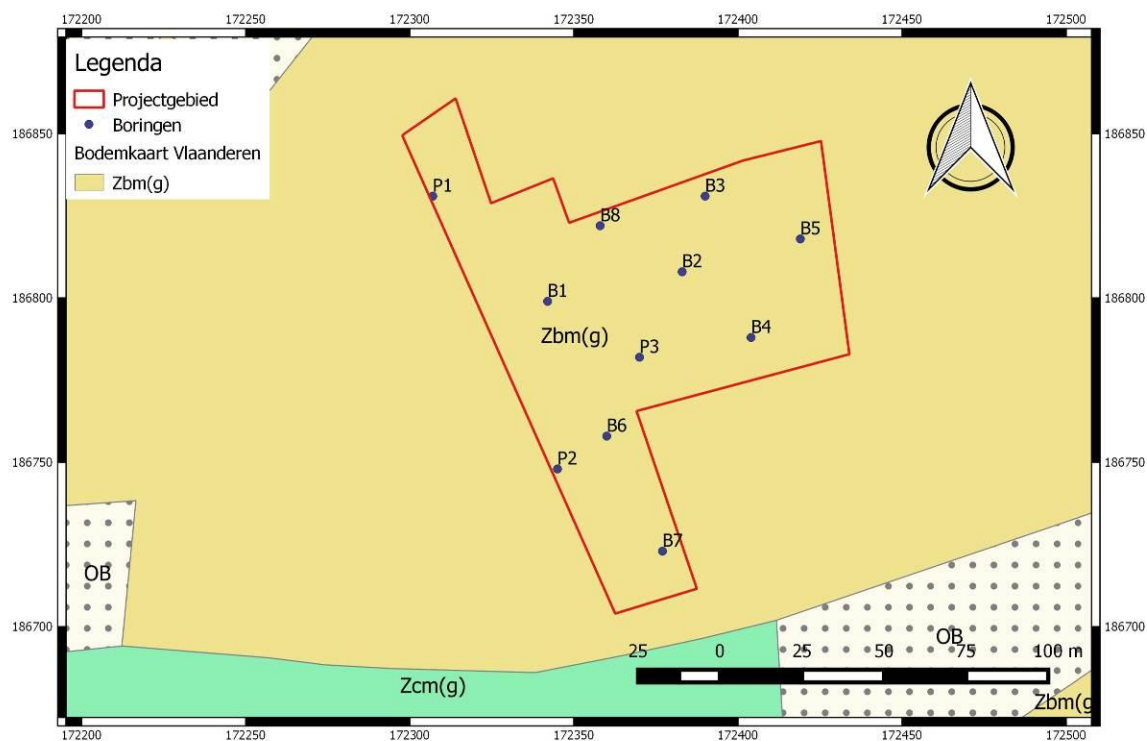 172200 172250 172300 172350 172400 172450 172500
Legenda
Projectgebied
Boringen
Bodemkaart Vlaanderen
Zbm(g)
186850 186850
P1
B3
B8
B5
B2
186800 186800
B1
Zbm(g)
B4
P3
B6
P2
186750 186750
B7
OB
186700 186700
OB
25 0 25 50 75 100 m
Zcm(g)
Zbm(g
172200 172250 172300 172350 172400 172450 172500